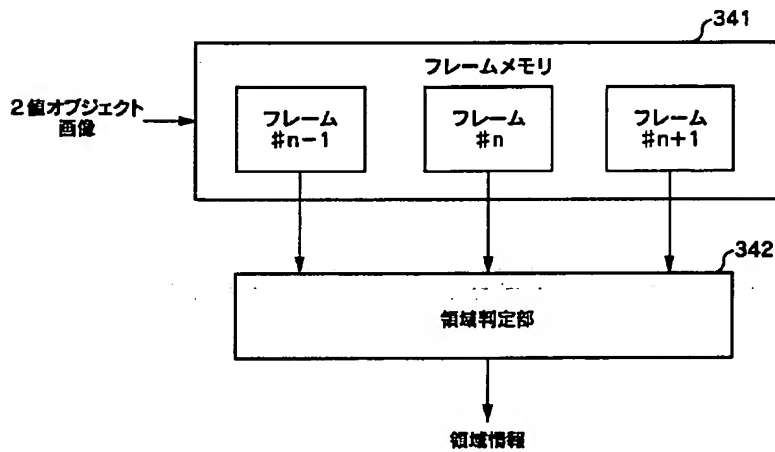 341
フレームメモリ
2値オブジェクト
画像
フレーム
#n-1
フレーム
#n
フレーム
#n+1
342
領域判定部
領域情報